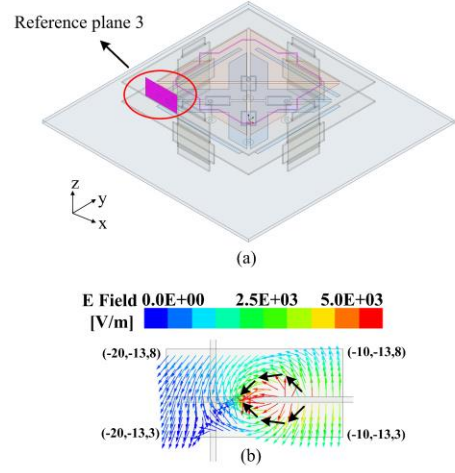 Reference plane 3
z
y
x
(a)
E Field 0.0E+00 2.5E+03 5.0E+03
[V/m]
(-20,-13,8) (-10,-13,8)
(-20,-13,3) (-10,-13,3)
(b)